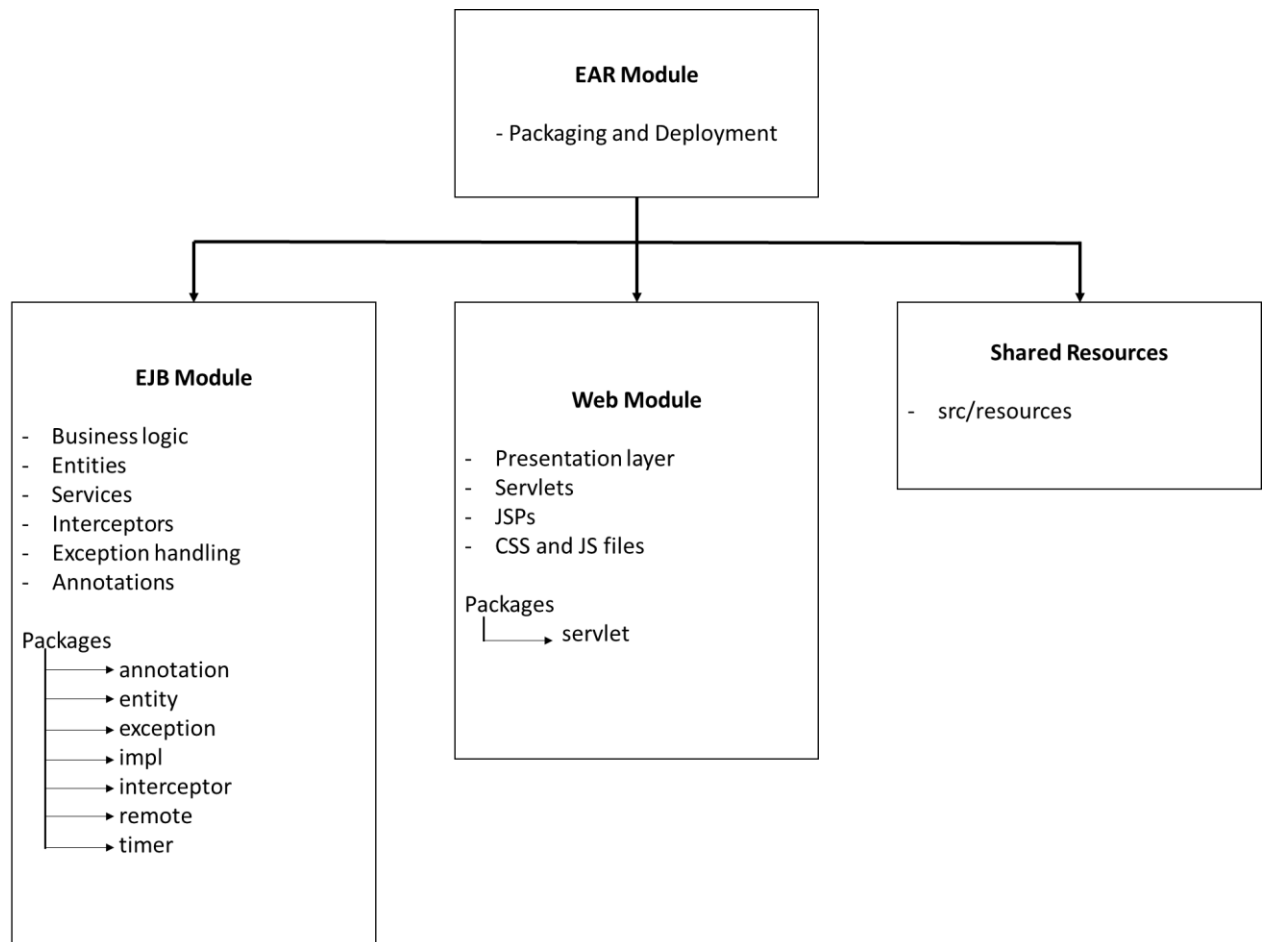 EAR Module
- Packaging and Deployment
EJB Module
- Business logic
- Entities
- Services
- Interceptors
- Exception handling
- Annotations
Packages
annotation
entity
exception
impl
interceptor
remote
timer
Web Module
- Presentation layer
- Servlets
- JSPs
- CSS and JS files
Packages
servlet
Shared Resources
- src/resources